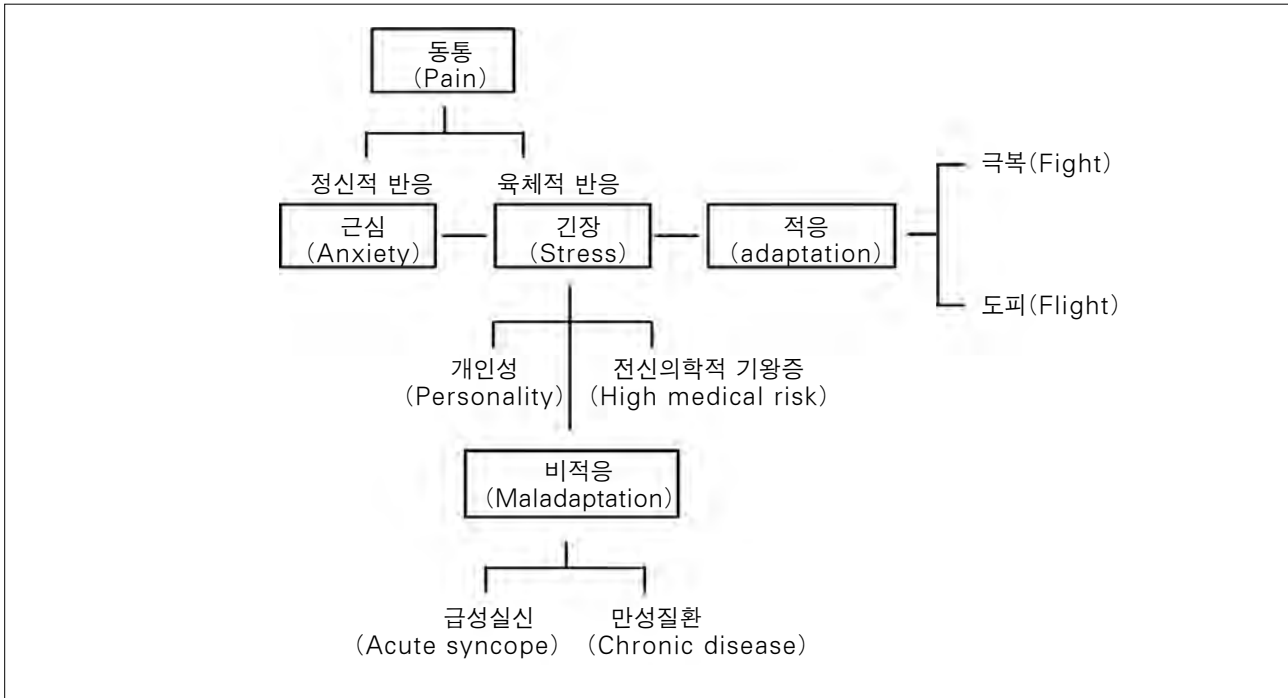 동통
(Pain)
정신적 반응
육체적 반응
근심
(Anxiety)
긴장
(Stress)
적응
(adaptation)
극복(Fight)
도피(Flight)
개인성
(Personality)
전신의학적 기왕증
(High medical risk)
비적응
(Maladaptation)
급성실신
(Acute syncope)
만성질환
(Chronic disease)